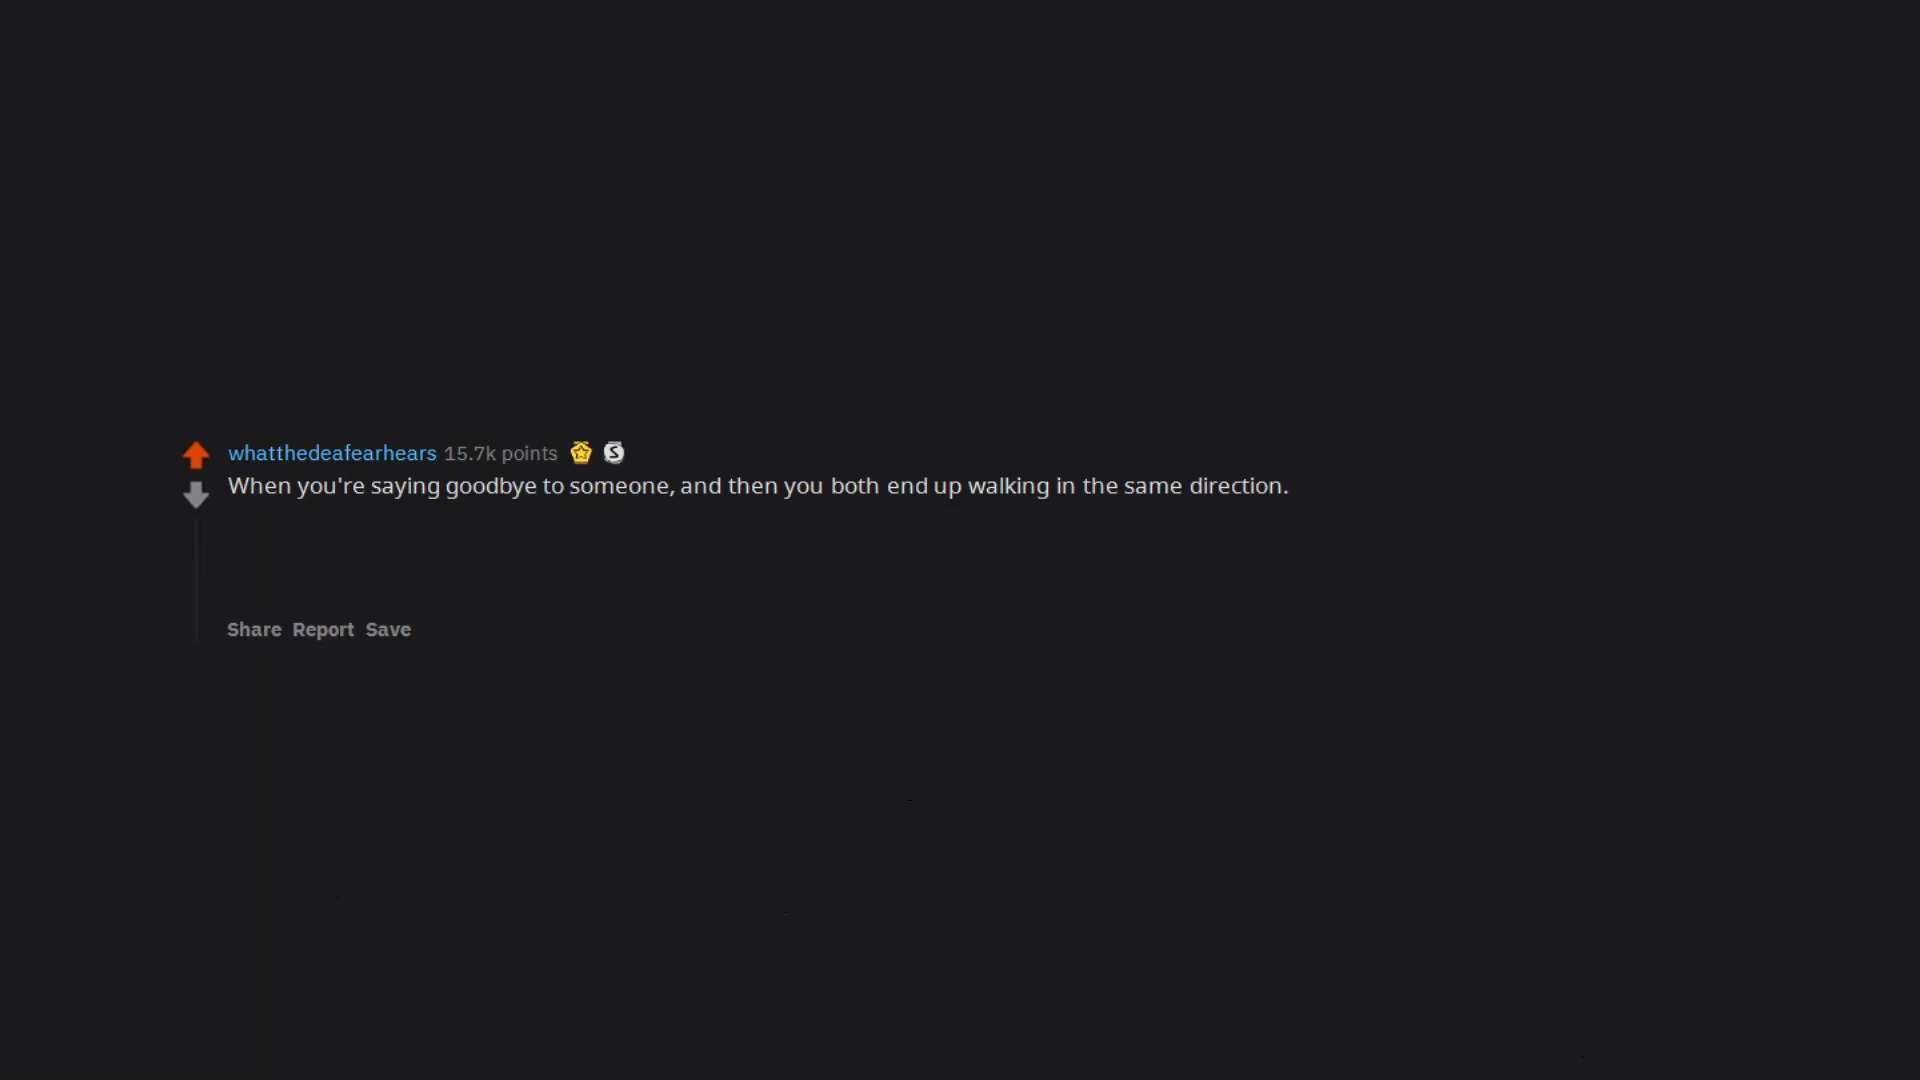 whatthedeafearhears 15.7k points S
When you're saying goodbye to someone, and then you both end up walking in the same direction.
Share Report Save